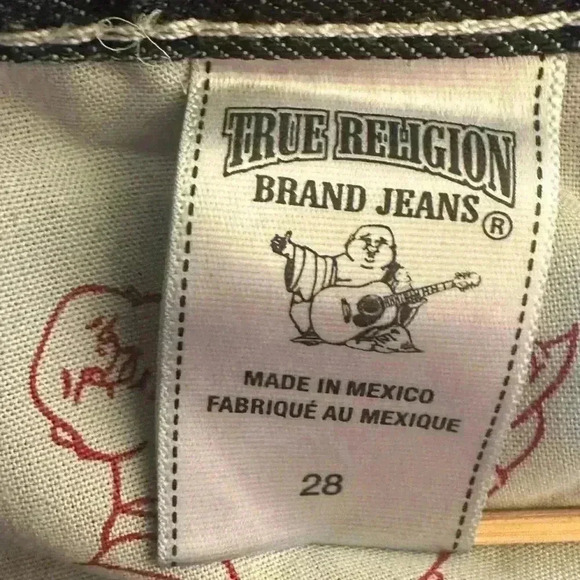 TRUE RELIGION
BRAND JEANS ®
MADE IN MEXICO
FABRIQUÉ AU MEXIQUE
28